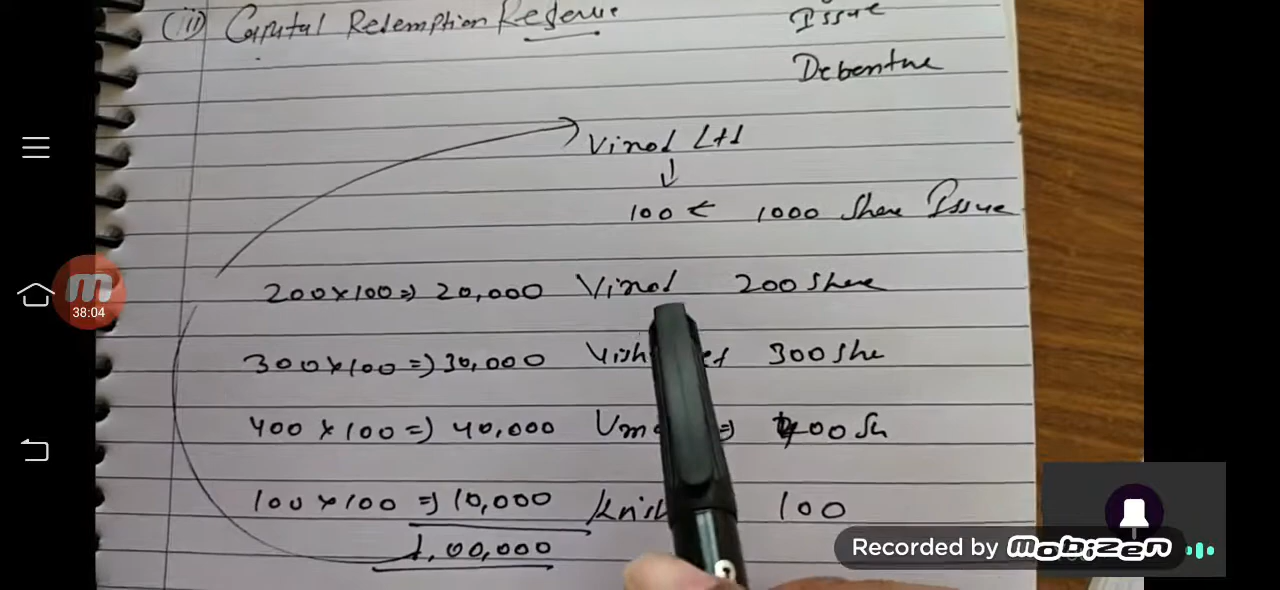 (ii) Capital Redemption Reserve
Issue
Debenture
Vinod Ltd
100 < 1000 Share Issue
200×100 => 20,000 Vinod 200 Share
300×100 => 30,000 300 Sha
400 × 100 => 40,000 400 Sh
100 × 100 => 10,000 100
1,00,000
38:04
Recorded by mobizen